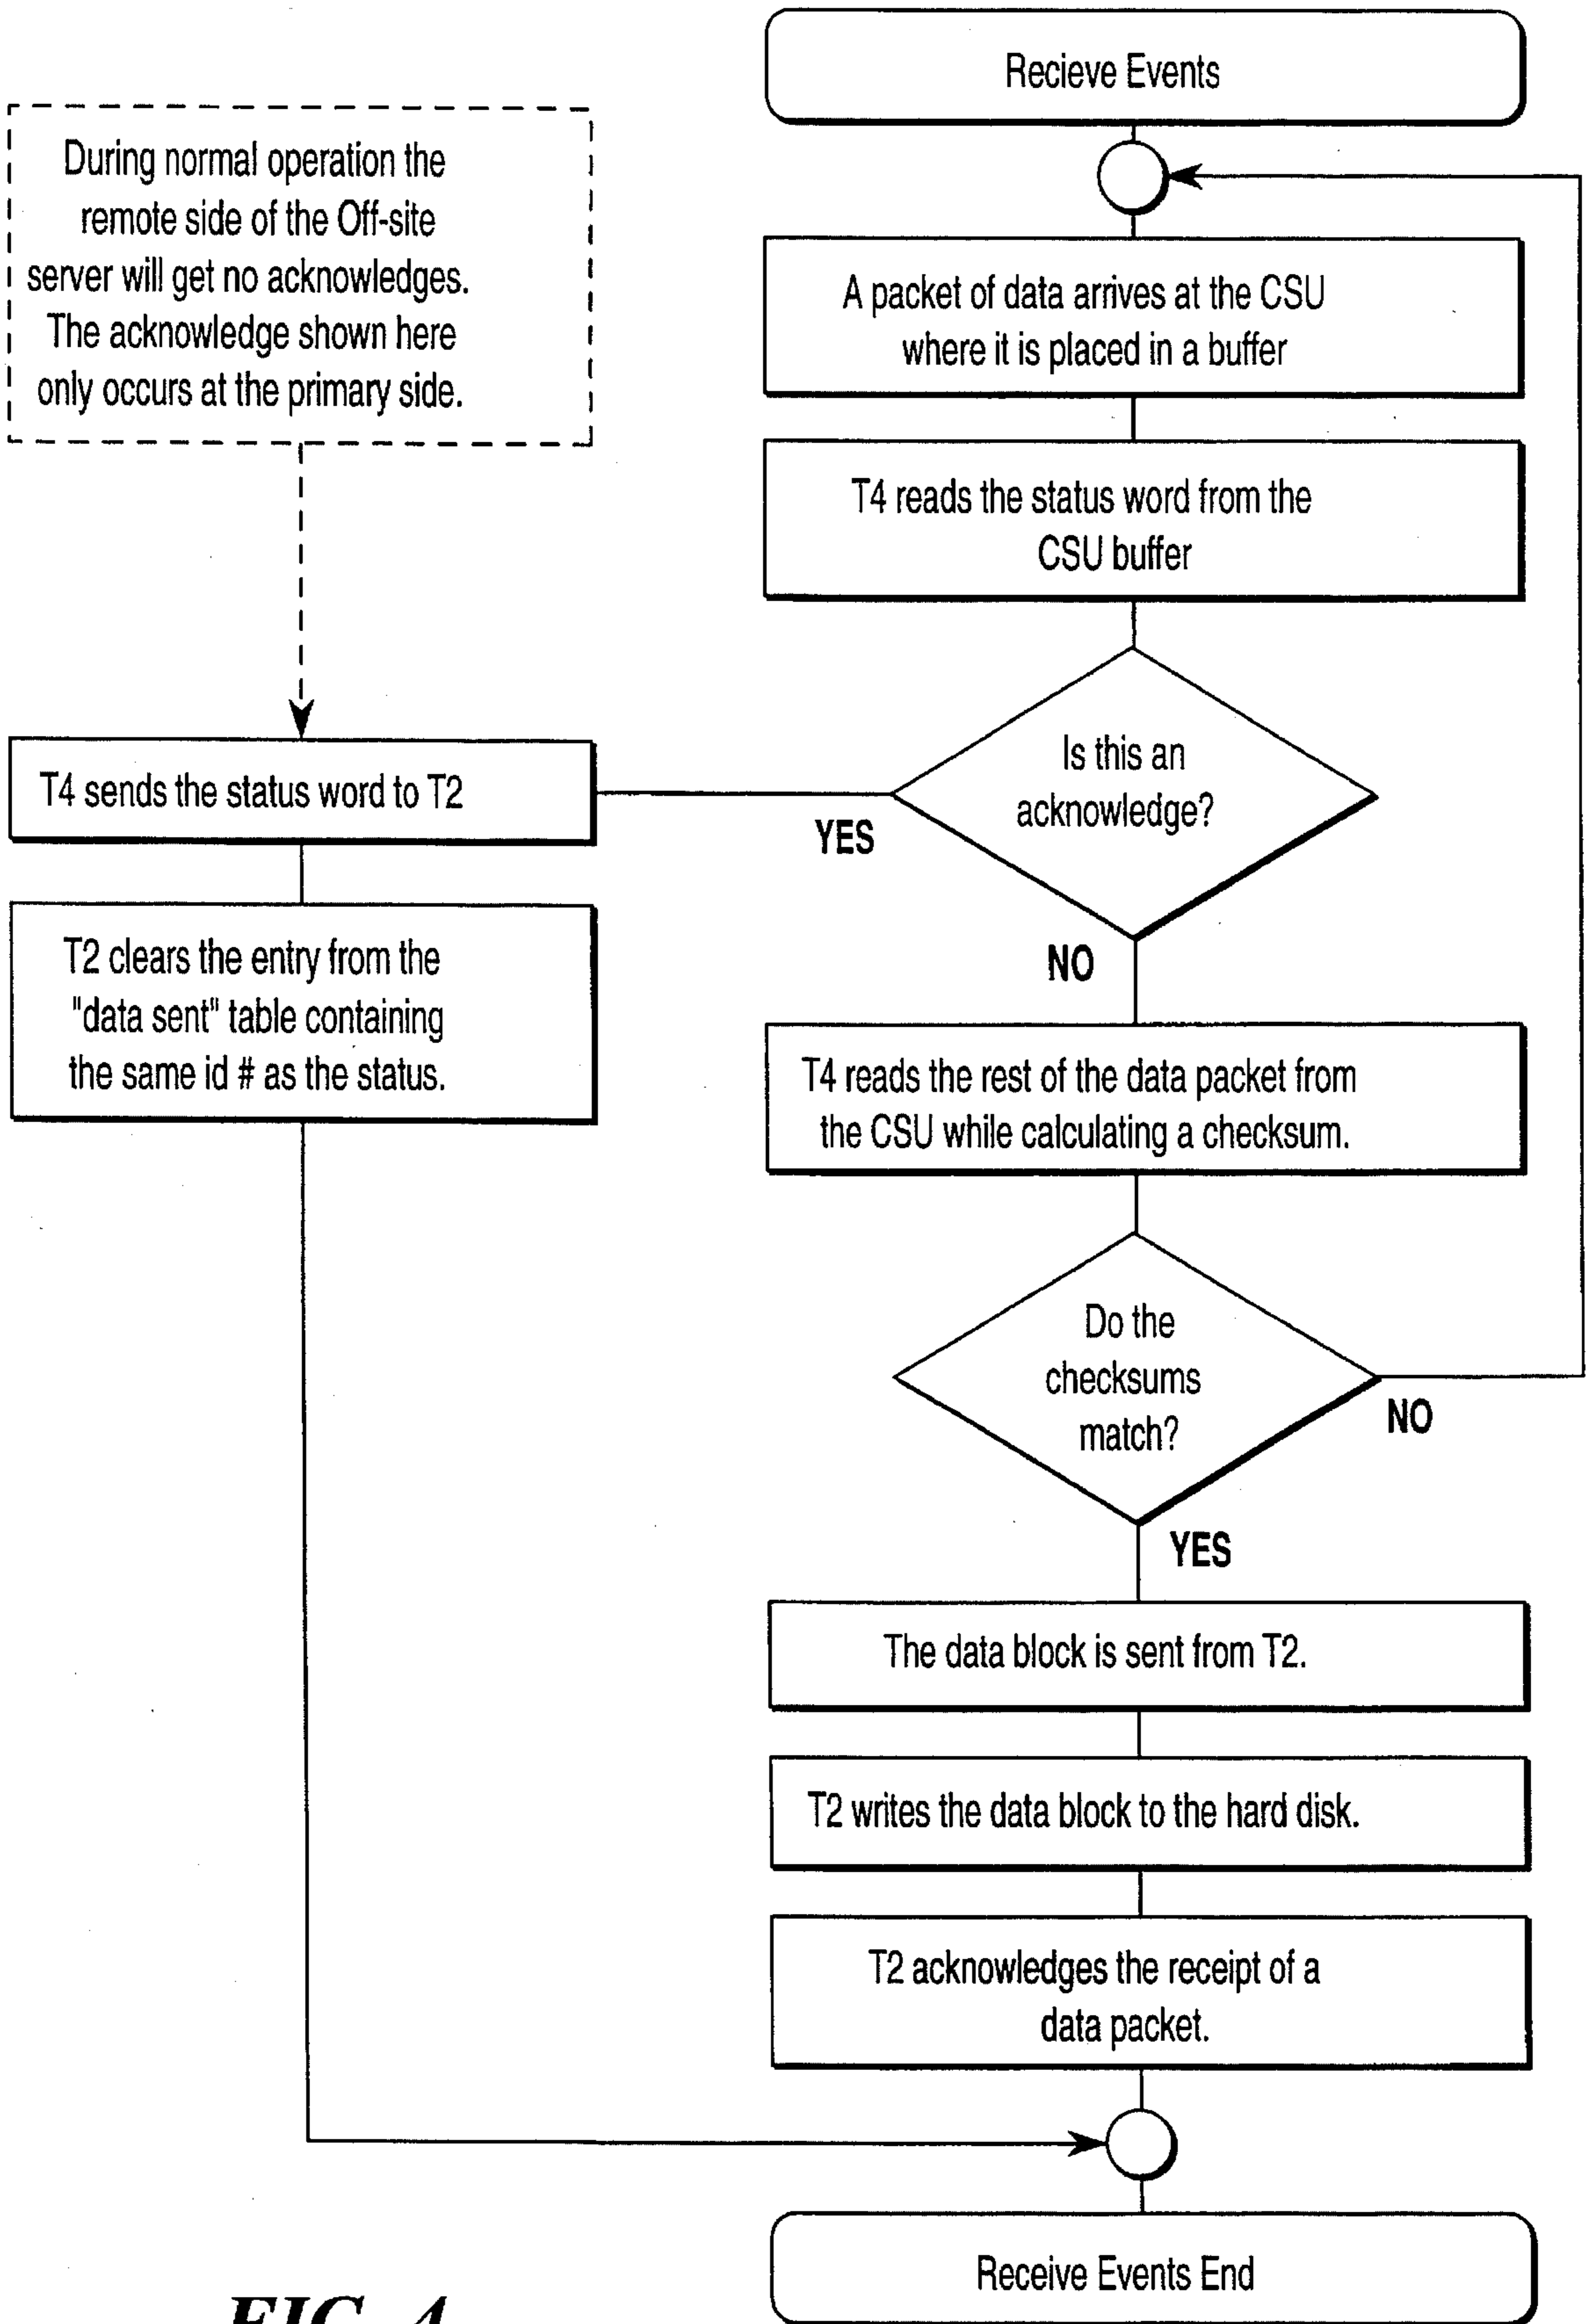 Recieve Events
During normal operation the
remote side of the Off-site
server will get no acknowledges.
The acknowledge shown here
only occurs at the primary side.
A packet of data arrives at the CSU
where it is placed in a buffer
T4 reads the status word from the
CSU buffer
Is this an
acknowledge?
YES
NO
T4 sends the status word to T2
T2 clears the entry from the
"data sent" table containing
the same id # as the status.
T4 reads the rest of the data packet from
the CSU while calculating a checksum.
Do the
checksums
match?
NO
YES
The data block is sent from T2.
T2 writes the data block to the hard disk.
T2 acknowledges the receipt of a
data packet.
Receive Events End
FIG. 4